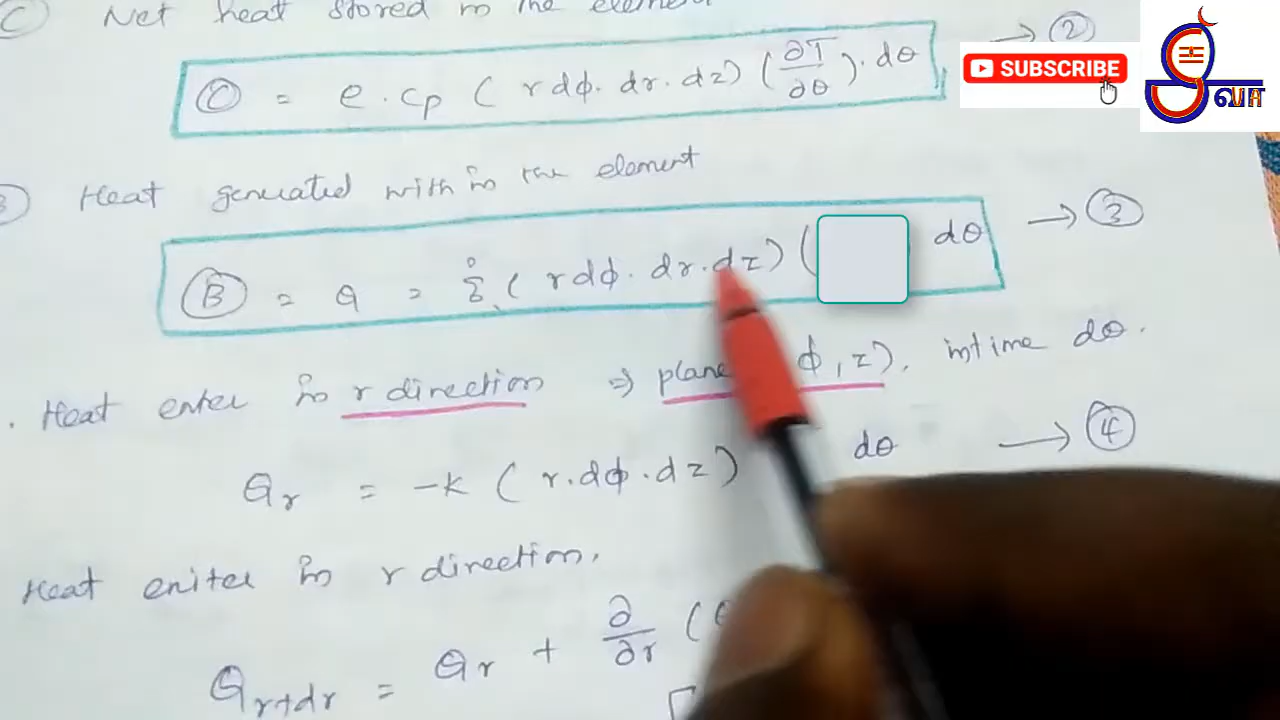 C Net heat stored in the element
SUBSCRIBE
சிவா
SIVA
C = ρ . Cp ( r dϕ. dr. dz ) ( ∂T/∂θ ) . dθ → 2
Heat generated with in the element
B = Q = q̇ ( r dϕ. dr. dz ) ( dθ → 3
. Heat enter in r direction ⇒ plane ϕ, z ), in time dθ.
Qr = -K ( r. dϕ . dz ) dθ → 4
Heat eniter in r direction,
Qr+dr = Qr + ∂/∂r (